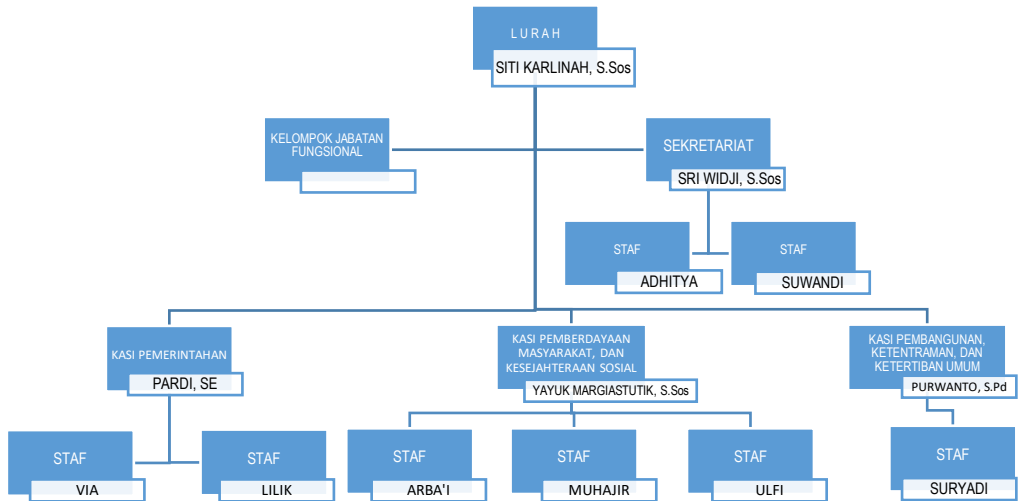 L U R A H
SITI KARLINAH, S.Sos
KELOMPOK JABATAN
FUNGSIONAL
SEKRETARIAT
SRI WIDJI, S.Sos
STAF
ADHITYA
STAF
SUWANDI
KASI PEMERINTAHAN
PARDI, SE
KASI PEMBERDAYAAN
MASYARAKAT, DAN
KESEJAHTERAAN SOSIAL
YAYUK MARGIASTUTIK, S.Sos
KASI PEMBANGUNAN,
KETENTRAMAN, DAN
KETERTIBAN UMUM
PURWANTO, S.Pd
STAF
VIA
STAF
LILIK
STAF
ARBA'I
STAF
MUHAJIR
STAF
ULFI
STAF
SURYADI